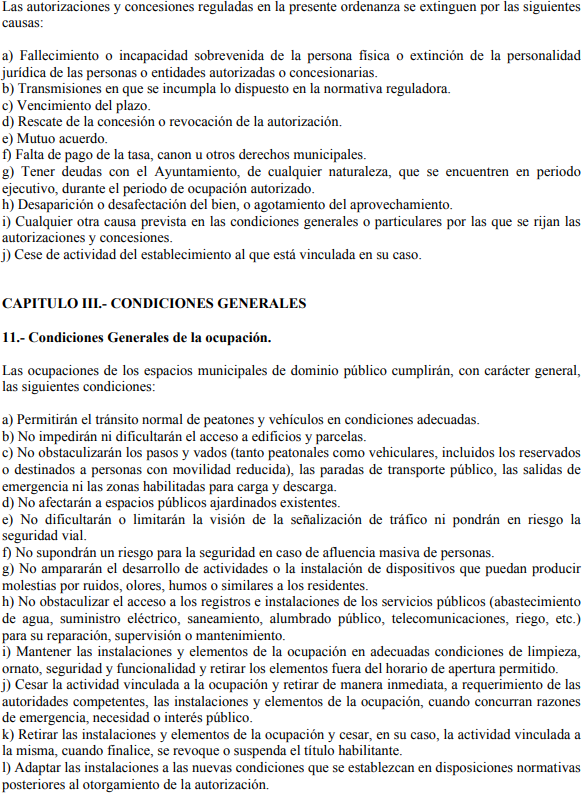 Las autorizaciones y concesiones reguladas en la presente ordenanza se extinguen por las siguientes
causas:
a) Fallecimiento o incapacidad sobrevenida de la persona física o extinción de la personalidad
jurídica de las personas o entidades autorizadas o concesionarias.
b) Transmisiones en que se incumpla lo dispuesto en la normativa reguladora.
c) Vencimiento del plazo.
d) Rescate de la concesión o revocación de la autorización.
e) Mutuo acuerdo.
f) Falta de pago de la tasa, canon u otros derechos municipales.
g) Tener deudas con el Ayuntamiento, de cualquier naturaleza, que se encuentren en periodo
ejecutivo, durante el periodo de ocupación autorizado.
h) Desaparición o desafectación del bien, o agotamiento del aprovechamiento.
i) Cualquier otra causa prevista en las condiciones generales o particulares por las que se rijan las
autorizaciones y concesiones.
j) Cese de actividad del establecimiento al que está vinculada en su caso.
CAPITULO III.- CONDICIONES GENERALES
11.- Condiciones Generales de la ocupación.
Las ocupaciones de los espacios municipales de dominio público cumplirán, con carácter general,
las siguientes condiciones:
a) Permitirán el tránsito normal de peatones y vehículos en condiciones adecuadas.
b) No impedirán ni dificultarán el acceso a edificios y parcelas.
c) No obstaculizarán los pasos y vados (tanto peatonales como vehiculares, incluidos los reservados
o destinados a personas con movilidad reducida), las paradas de transporte público, las salidas de
emergencia ni las zonas habilitadas para carga y descarga.
d) No afectarán a espacios públicos ajardinados existentes.
e) No dificultarán o limitarán la visión de la señalización de tráfico ni pondrán en riesgo la
seguridad vial.
f) No supondrán un riesgo para la seguridad en caso de afluencia masiva de personas.
g) No ampararán el desarrollo de actividades o la instalación de dispositivos que puedan producir
molestias por ruidos, olores, humos o similares a los residentes.
h) No obstaculizar el acceso a los registros e instalaciones de los servicios públicos (abastecimiento
de agua, suministro eléctrico, saneamiento, alumbrado público, telecomunicaciones, riego, etc.)
para su reparación, supervisión o mantenimiento.
i) Mantener las instalaciones y elementos de la ocupación en adecuadas condiciones de limpieza,
ornato, seguridad y funcionalidad y retirar los elementos fuera del horario de apertura permitido.
j) Cesar la actividad vinculada a la ocupación y retirar de manera inmediata, a requerimiento de las
autoridades competentes, las instalaciones y elementos de la ocupación, cuando concurran razones
de emergencia, necesidad o interés público.
k) Retirar las instalaciones y elementos de la ocupación y cesar, en su caso, la actividad vinculada a
la misma, cuando finalice, se revoque o suspenda el título habilitante.
l) Adaptar las instalaciones a las nuevas condiciones que se establezcan en disposiciones normativas
posteriores al otorgamiento de la autorización.